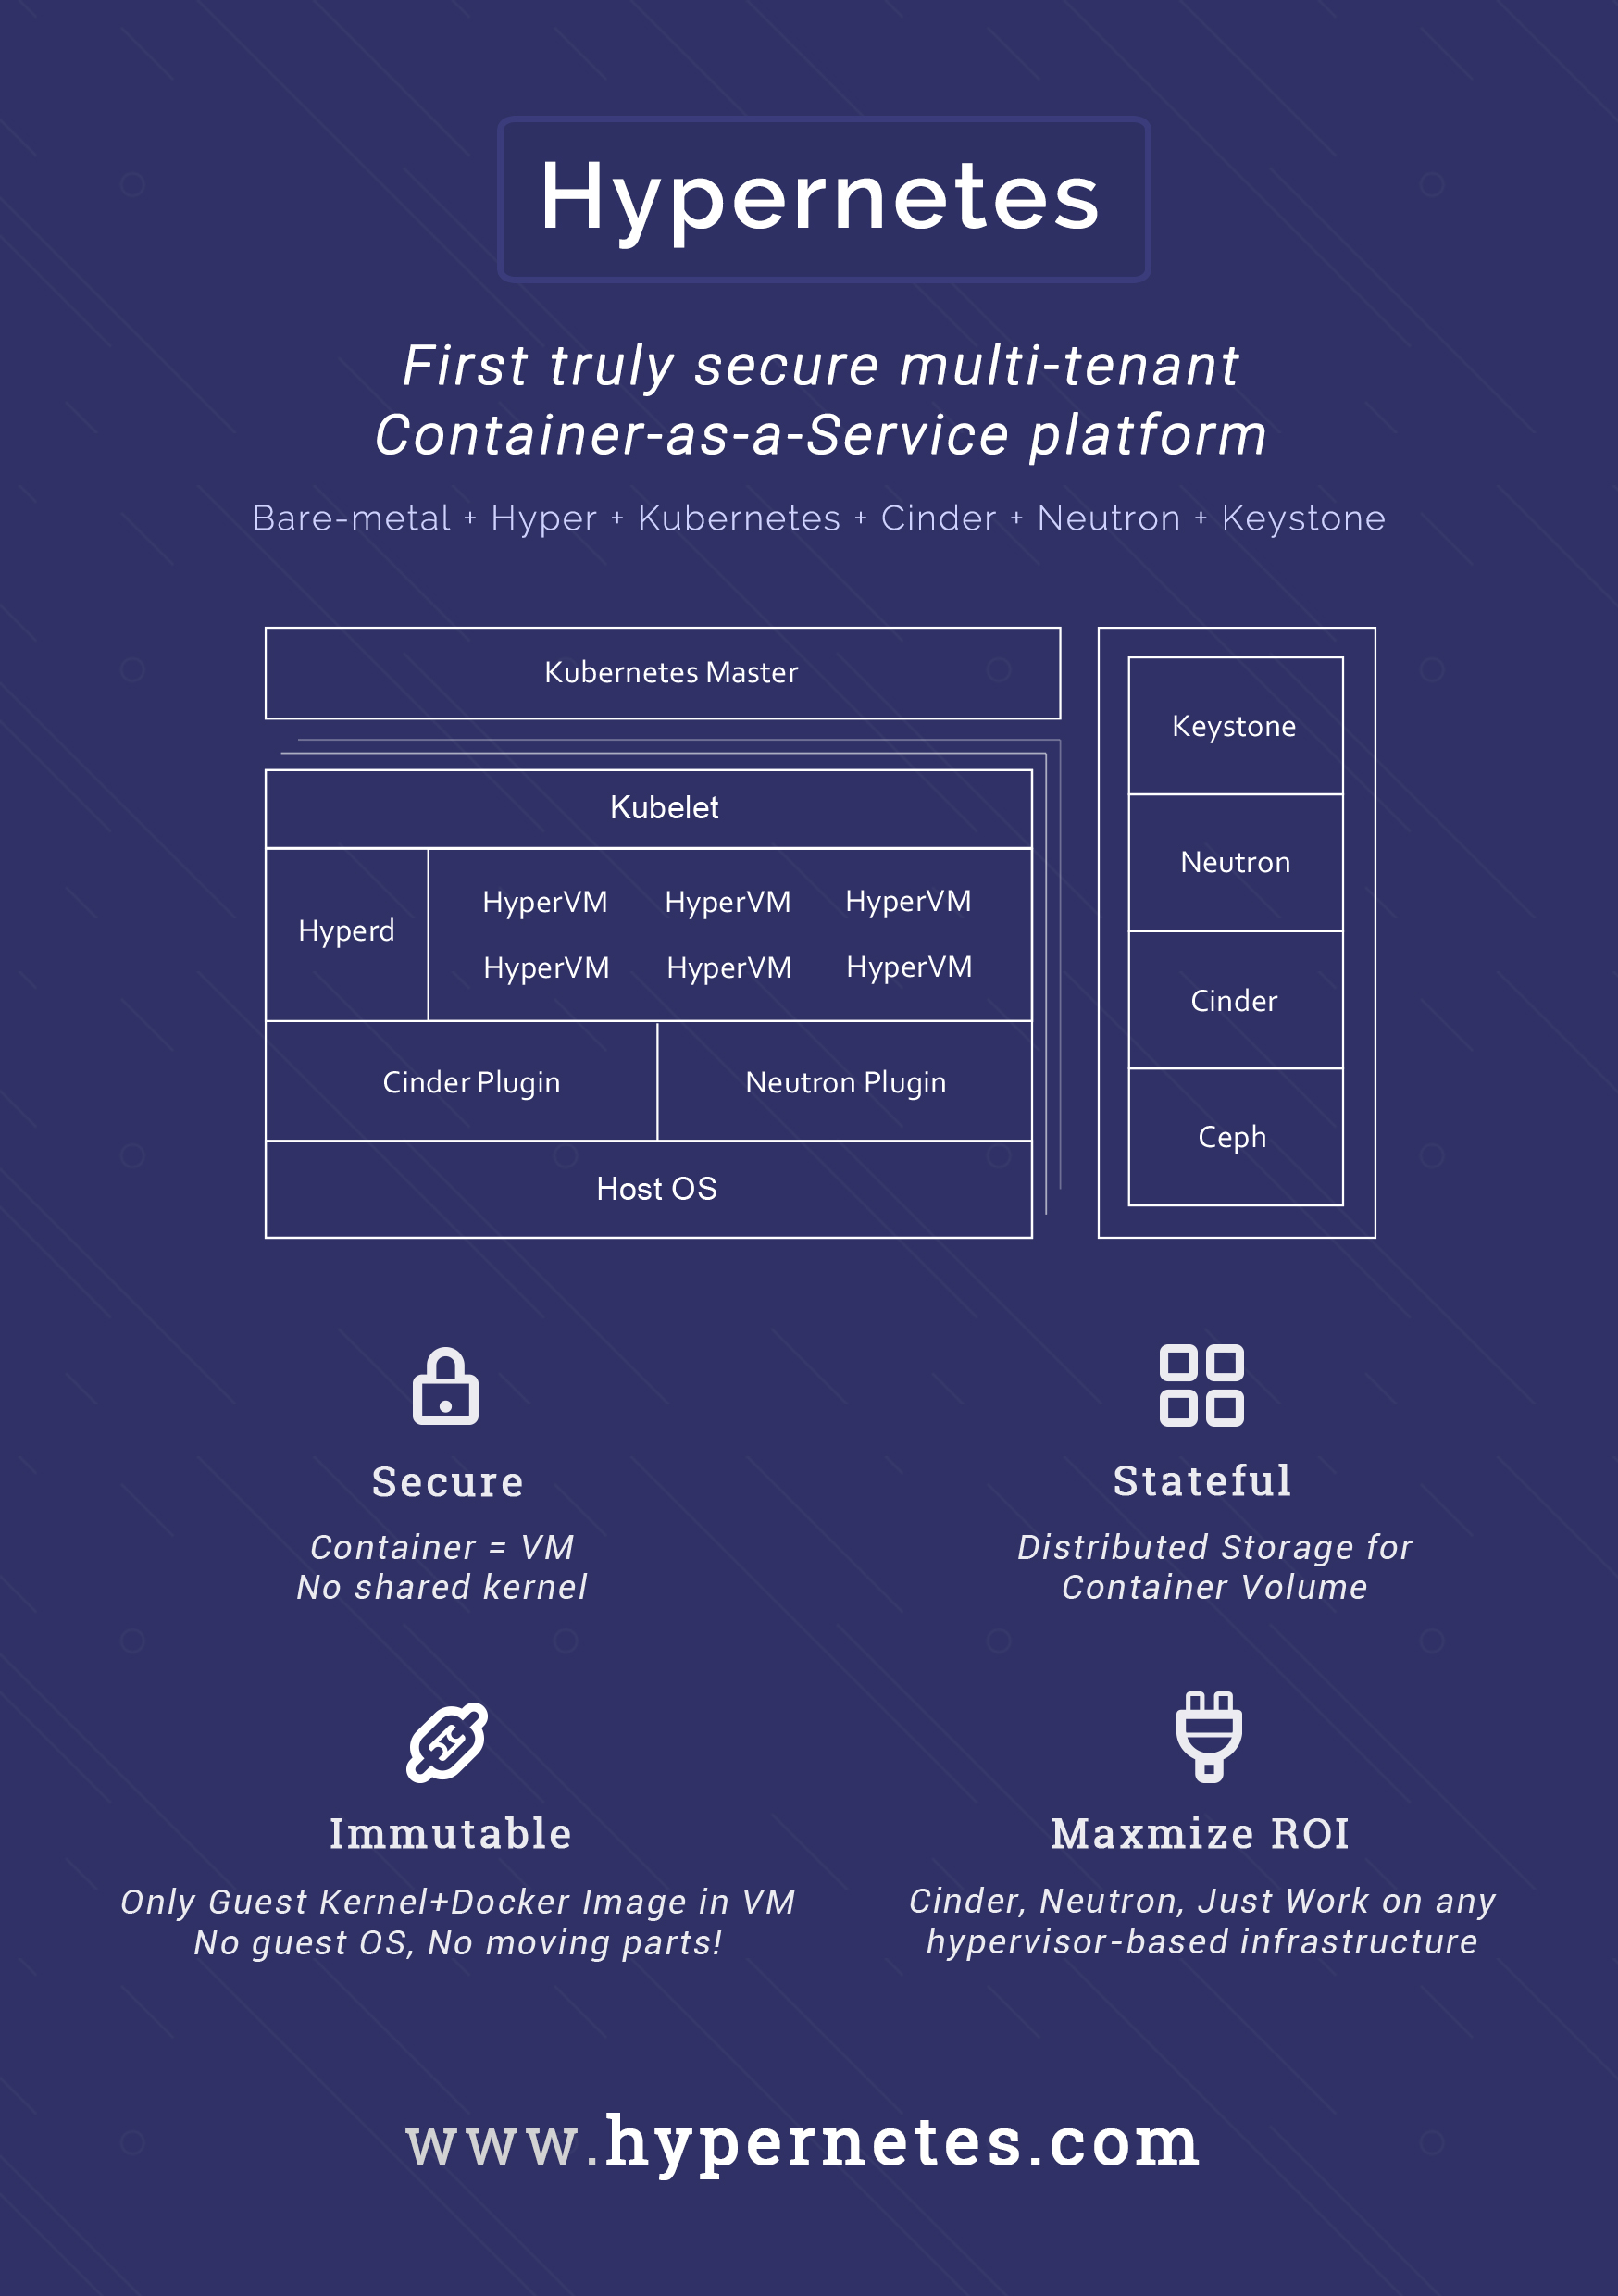 Hypernetes
First truly secure multi-tenant
Container-as-a-Service platform
Bare-metal + Hyper + Kubernetes + Cinder + Neutron + Keystone
Kubernetes Master
Kubelet
Hyperd
HyperVM HyperVM HyperVM
HyperVM HyperVM HyperVM
Cinder Plugin
Neutron Plugin
Host OS
Keystone
Neutron
Cinder
Ceph
Secure
Container = VM
No shared kernel
Stateful
Distributed Storage for
Container Volume
Immutable
Only Guest Kernel+Docker Image in VM
No guest OS, No moving parts!
Maxmize ROI
Cinder, Neutron, Just Work on any
hypervisor-based infrastructure
www.hypernetes.com